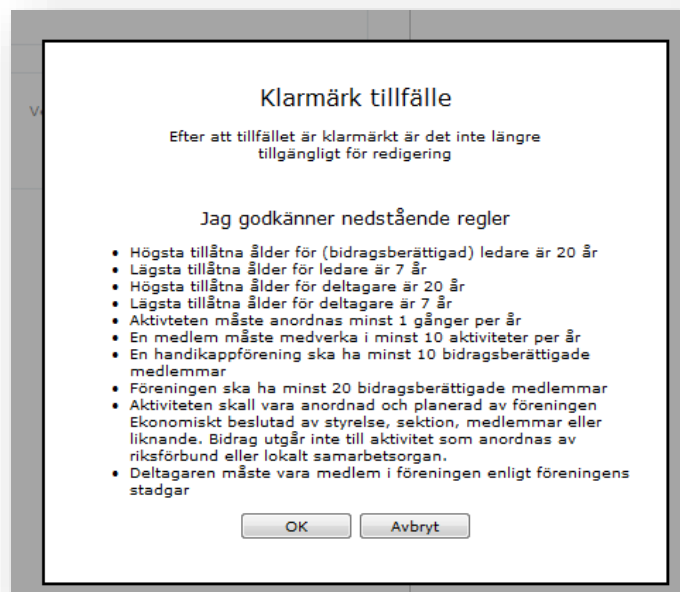 Klarmärk tillfälle
Efter att tillfället är klarmärkt är det inte längre
tillgängligt för redigering
Jag godkänner nedstående regler
• Högsta tillåtna ålder för (bidragsberättigad) ledare är 20 år
• Lägsta tillåtna ålder för ledare är 7 år
• Högsta tillåtna ålder för deltagare är 20 år
• Lägsta tillåtna ålder för deltagare är 7 år
• Aktivteten måste anordnas minst 1 gånger per år
• En medlem måste medverka i minst 10 aktiviteter per år
• En handikappförening ska ha minst 10 bidragsberättigade
medlemmar
• Föreningen ska ha minst 20 bidragsberättigade medlemmar
• Aktiviteten skall vara anordnad och planerad av föreningen
Ekonomiskt beslutad av styrelse, sektion, medlemmar eller
liknande. Bidrag utgår inte till aktivitet som anordnas av
riksförbund eller lokalt samarbetsorgan.
• Deltagaren måste vara medlem i föreningen enligt föreningens
stadgar
OK Avbryt